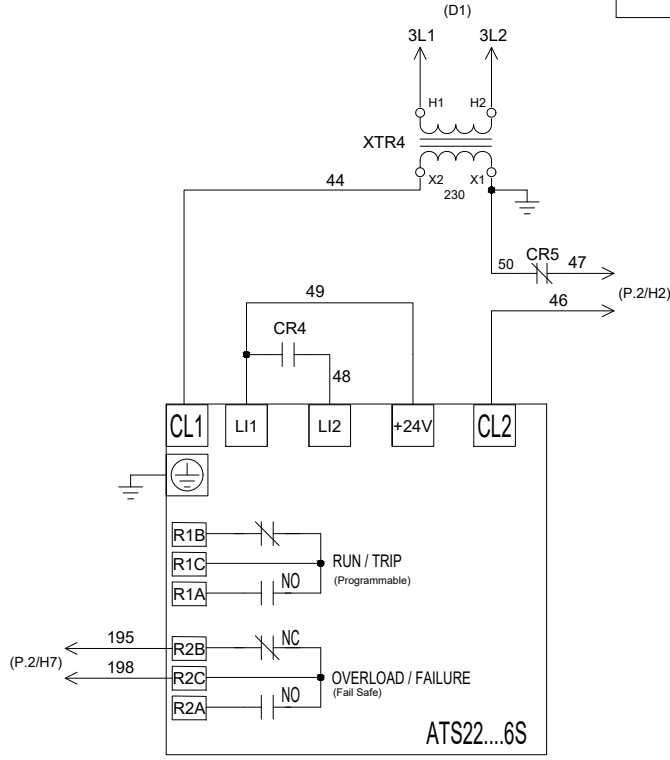 (D1)
3L1 3L2
H1 H2
XTR4
X2 X1
230
44
CR5
50 47
(P.2/H2)
46
49
CR4
48
CL1 LI1 LI2 +24V CL2
R1B
R1C RUN / TRIP
(Programmable)
R1A NO
195 R2B NC
(P.2/H7)
198 R2C OVERLOAD / FAILURE
(Fail Safe)
R2A NO
ATS22....6S